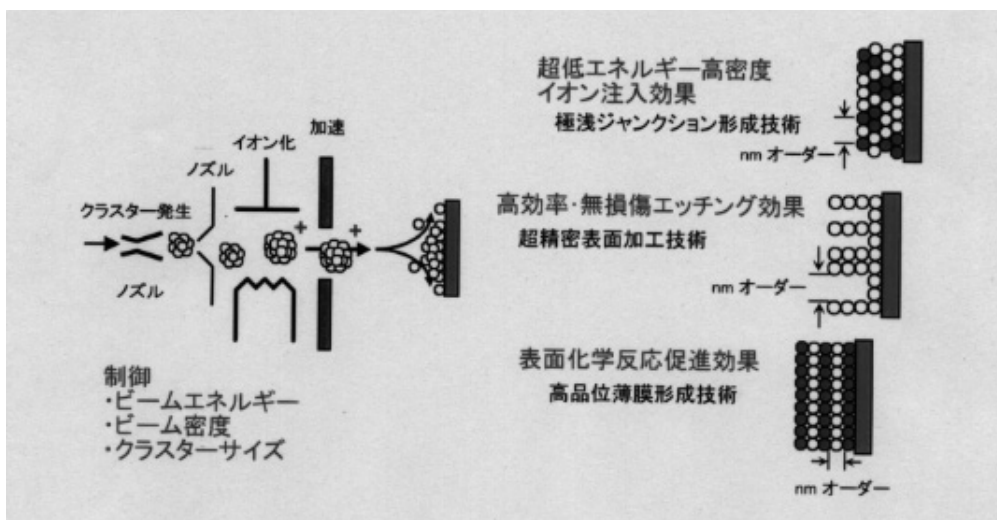 クラスター発生
ノズル
ノズル
イオン化
加速
+
+
制御
・ビームエネルギー
・ビーム密度
・クラスターサイズ
超低エネルギー高密度
イオン注入効果
極浅ジャンクション形成技術
nm オーダー
高効率・無損傷エッチング効果
超精密表面加工技術
nm オーダー
表面化学反応促進効果
高品位薄膜形成技術
nm オーダー